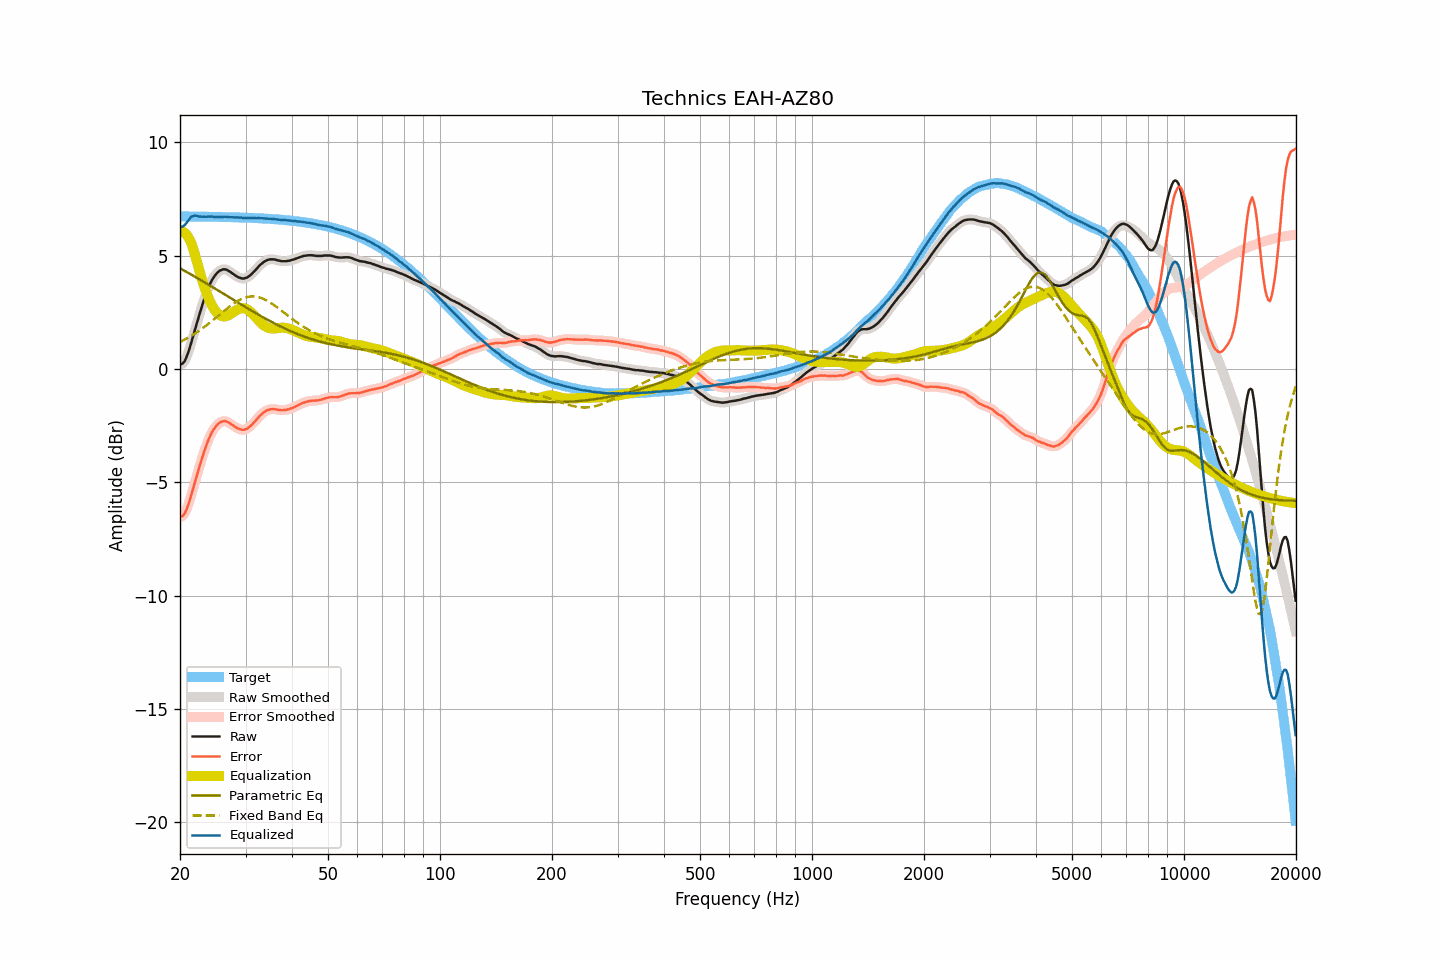 Technics EAH-AZ80
10
5
0
−5
−10
−15
−20
Amplitude (dBr)
Target
Raw Smoothed
Error Smoothed
Raw
Error
Equalization
Parametric Eq
Fixed Band Eq
Equalized
20 50 100 200 500 1000 2000 5000 10000 20000
Frequency (Hz)